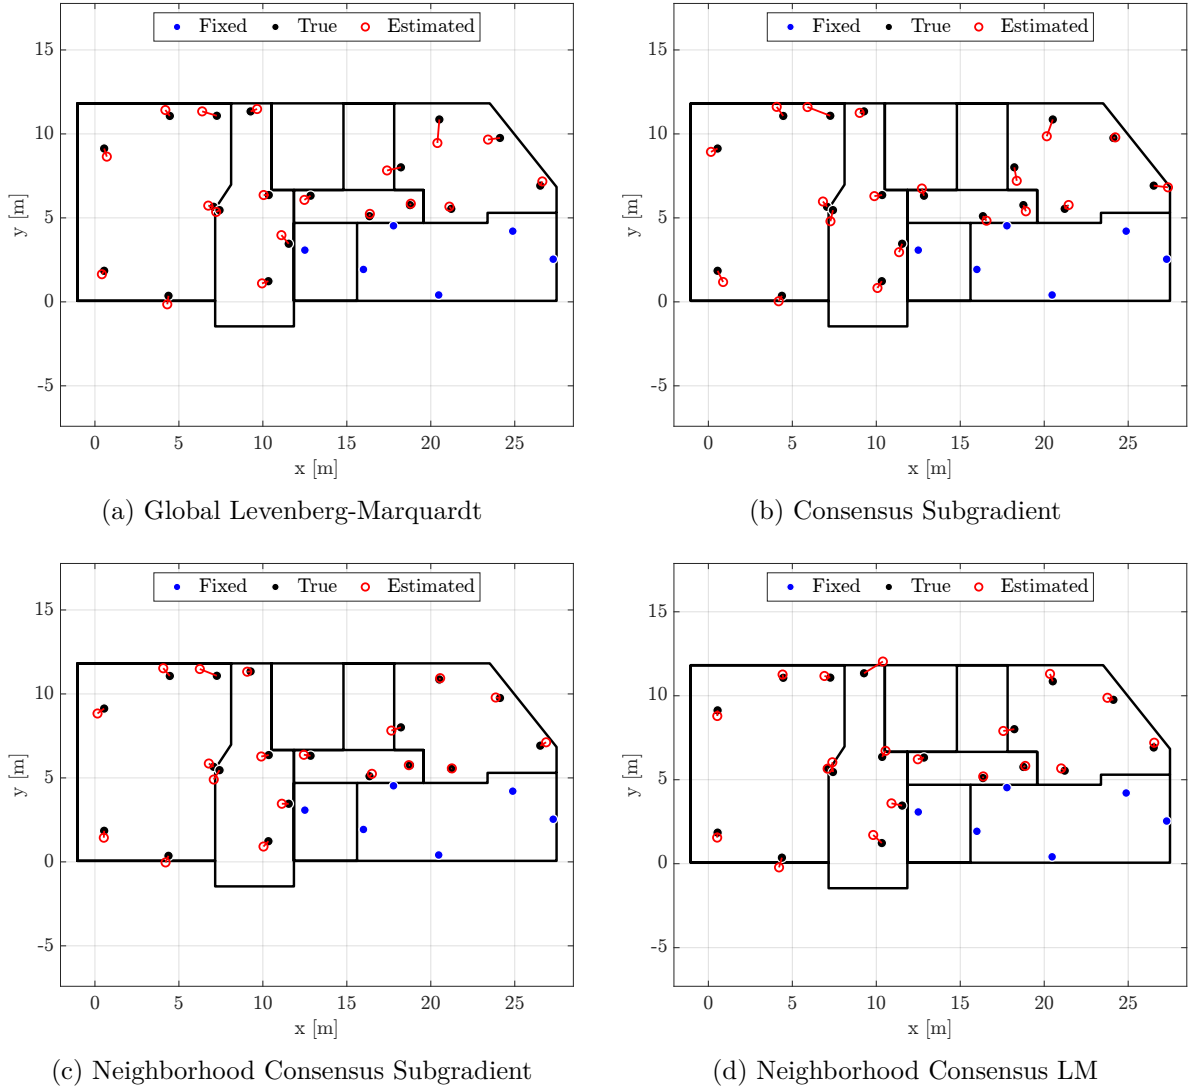 Fixed True Estimated
15
10
5
0
-5
y [m]
0 5 10 15 20 25
x [m]
(a) Global Levenberg-Marquardt
Fixed True Estimated
15
10
5
0
-5
y [m]
0 5 10 15 20 25
x [m]
(b) Consensus Subgradient
Fixed True Estimated
15
10
5
0
-5
y [m]
0 5 10 15 20 25
x [m]
(c) Neighborhood Consensus Subgradient
Fixed True Estimated
15
10
5
0
-5
y [m]
0 5 10 15 20 25
x [m]
(d) Neighborhood Consensus LM